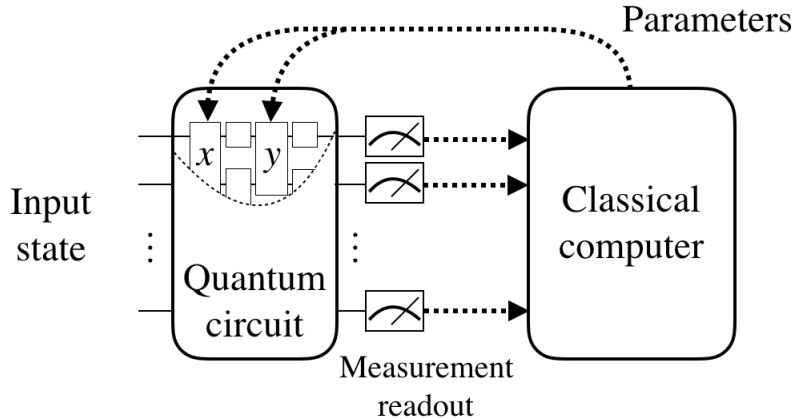 Parameters
x
y
Input
state
⋮
⋮
Quantum
circuit
Classical
computer
Measurement
readout